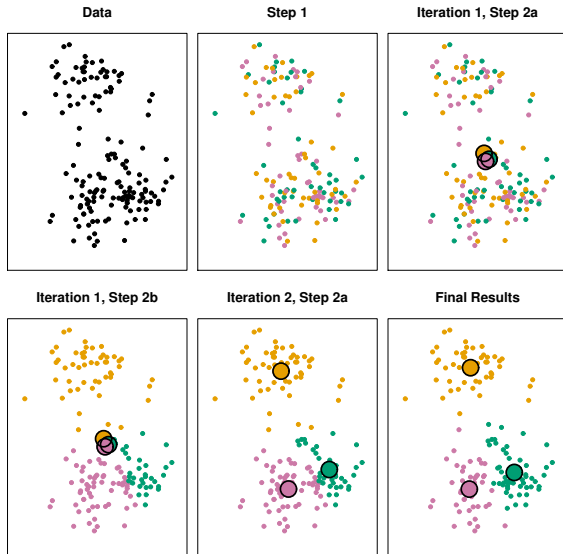 Data
Step 1
Iteration 1, Step 2a
Iteration 1, Step 2b
Iteration 2, Step 2a
Final Results